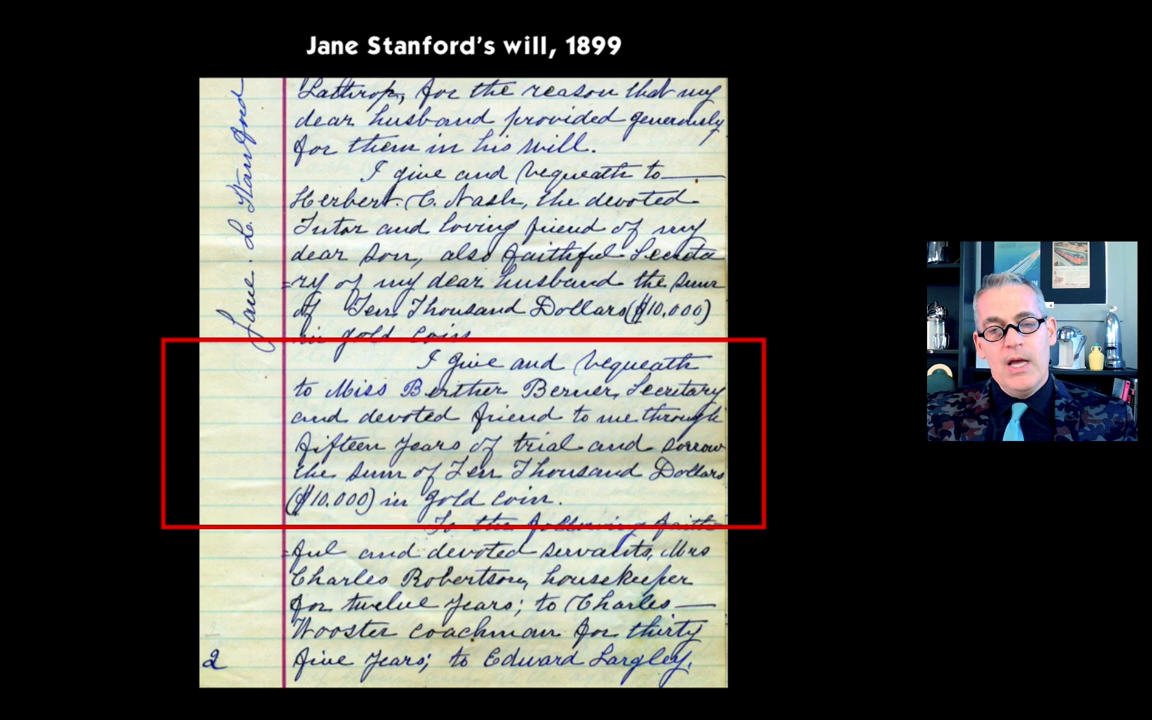 Jane Stanford's will, 1899
Jane. L. Stanford
Lathrop, for the reason that my
dear husband provided generously
for them in his will.
I give and bequeath to
Herbert. C. Nash, the devoted
Tutor and loving friend of my
dear son, also faithful Secreta
=ry of my dear husband the sum
of Ten Thousand Dollars ($10.000)
in gold coin
I give and bequeath
to Miss Berther Berner, Secretary
and devoted friend to me through
fifteen years of trial and sorrow
the sum of Ten Thousand Dollars
($10.000) in gold coin.
To the following faith
=ful and devoted servants, Mrs
Charles Robertson, housekeeper
for twelve years; to Charles
Wooster coachman for thirty
five years; to Edward Largley,
2